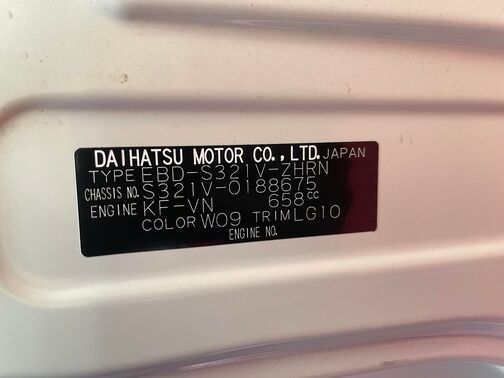 DAIHATSU MOTOR CO., LTD. JAPAN
TYPE EBD-S321V-ZHRN
CHASSIS NO. S321V-0188675
ENGINE KF-VN 658cc
COLOR W09 TRIM LG10
ENGINE NO.